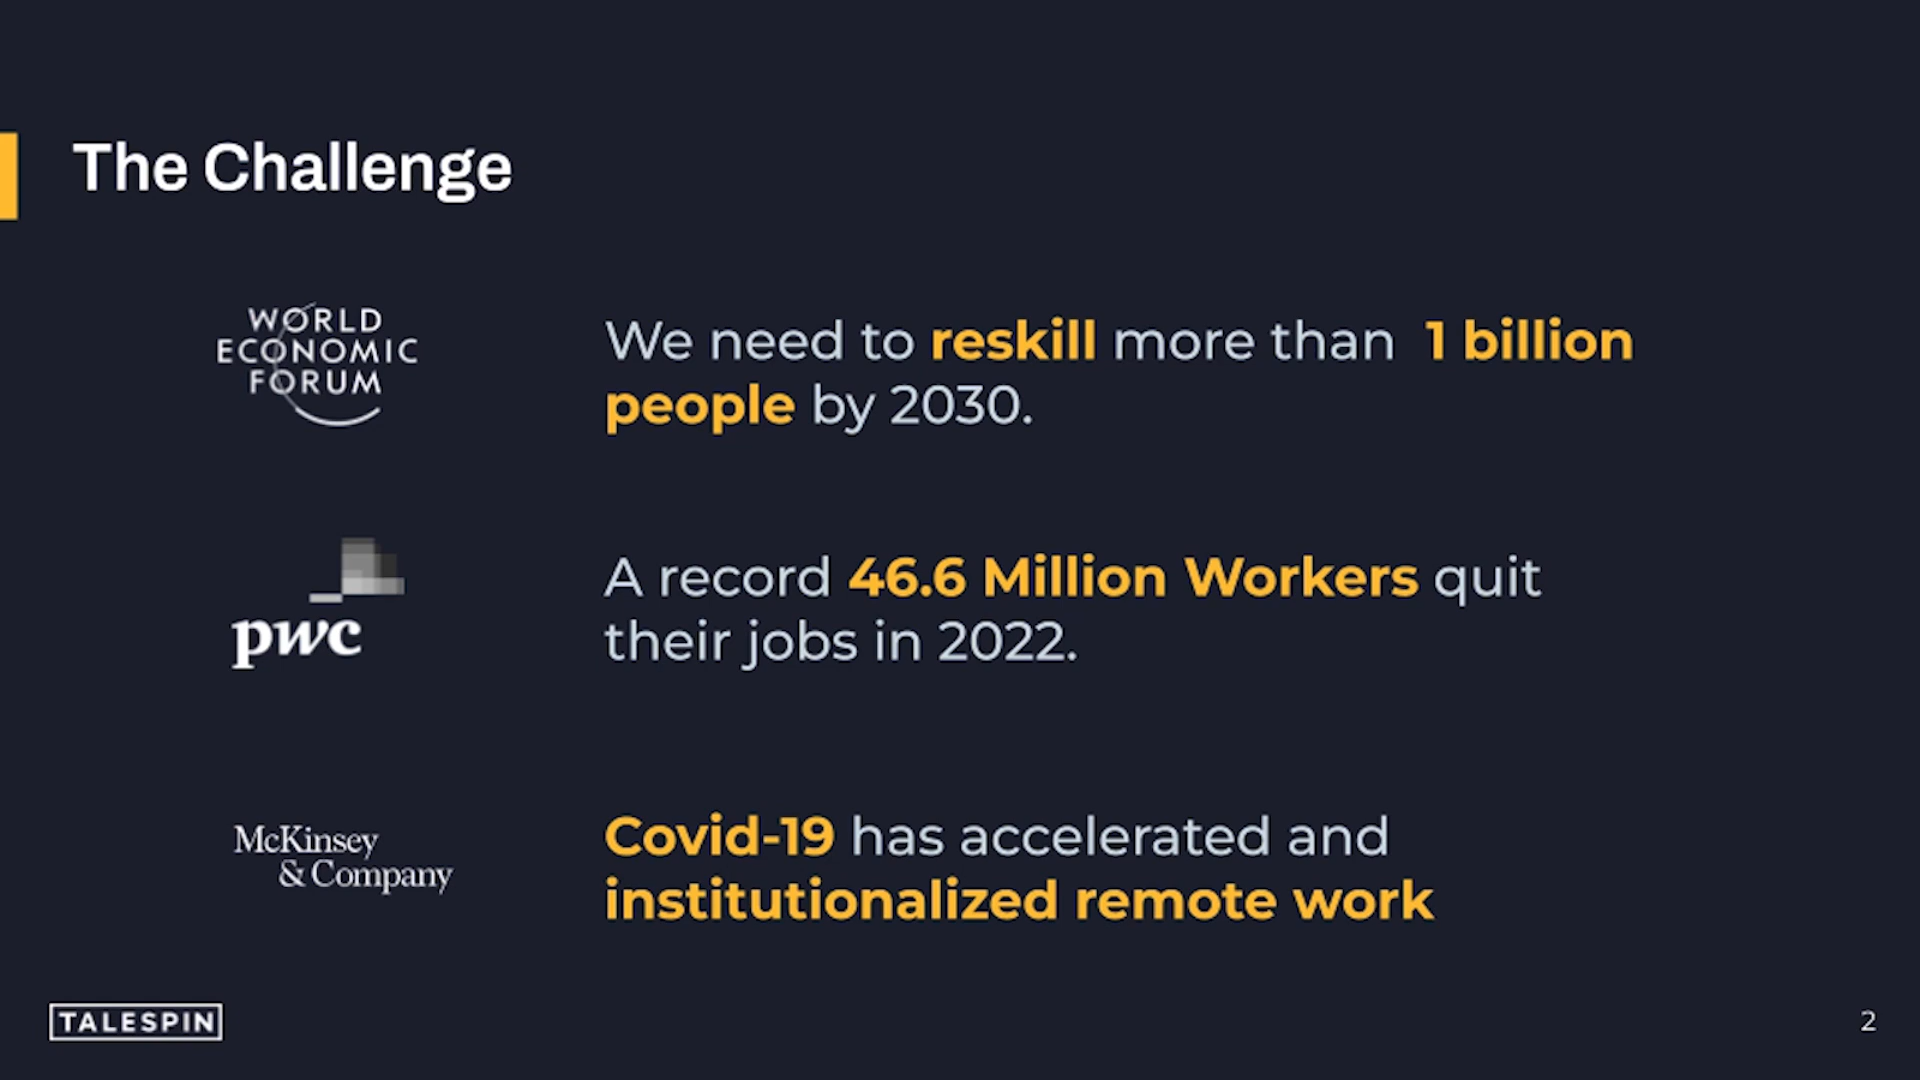 The Challenge
WORLD
ECONOMIC
FORUM
We need to reskill more than 1 billion
people by 2030.
pwc
A record 46.6 Million Workers quit
their jobs in 2022.
McKinsey
& Company
Covid-19 has accelerated and
institutionalized remote work
TALESPIN
2